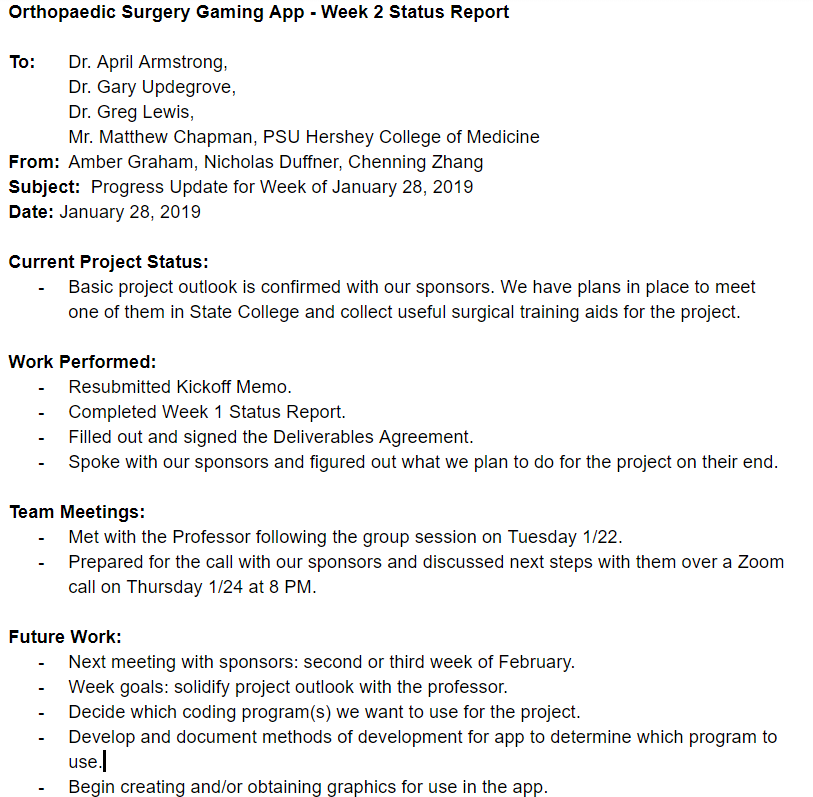 Orthopaedic Surgery Gaming App - Week 2 Status Report
To: Dr. April Armstrong,
Dr. Gary Updegrove,
Dr. Greg Lewis,
Mr. Matthew Chapman, PSU Hershey College of Medicine
From: Amber Graham, Nicholas Duffner, Chenning Zhang
Subject: Progress Update for Week of January 28, 2019
Date: January 28, 2019
Current Project Status:
- Basic project outlook is confirmed with our sponsors. We have plans in place to meet
one of them in State College and collect useful surgical training aids for the project.
Work Performed:
- Resubmitted Kickoff Memo.
- Completed Week 1 Status Report.
- Filled out and signed the Deliverables Agreement.
- Spoke with our sponsors and figured out what we plan to do for the project on their end.
Team Meetings:
- Met with the Professor following the group session on Tuesday 1/22.
- Prepared for the call with our sponsors and discussed next steps with them over a Zoom
call on Thursday 1/24 at 8 PM.
Future Work:
- Next meeting with sponsors: second or third week of February.
- Week goals: solidify project outlook with the professor.
- Decide which coding program(s) we want to use for the project.
- Develop and document methods of development for app to determine which program to
use.
- Begin creating and/or obtaining graphics for use in the app.